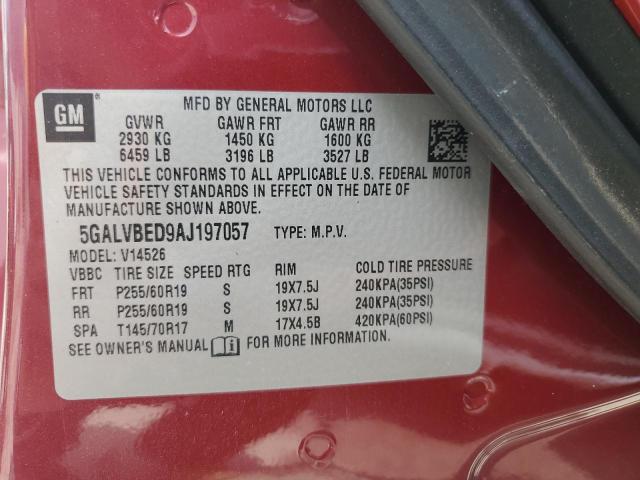 GM
MFD BY GENERAL MOTORS LLC
GVWR GAWR FRT GAWR RR
2930 KG 1450 KG 1600 KG
6459 LB 3196 LB 3527 LB
THIS VEHICLE CONFORMS TO ALL APPLICABLE U.S. FEDERAL MOTOR
VEHICLE SAFETY STANDARDS IN EFFECT ON THE DATE OF
MANUFACTURE SHOWN ABOVE.
5GALVBED9AJ197057 TYPE: M.P.V.
MODEL: V14526
VBBC TIRE SIZE SPEED RTG RIM COLD TIRE PRESSURE
FRT P255/60R19 S 19X7.5J 240KPA(35PSI)
RR P255/60R19 S 19X7.5J 240KPA(35PSI)
SPA T145/70R17 M 17X4.5B 420KPA(60PSI)
SEE OWNER'S MANUAL i FOR MORE INFORMATION.